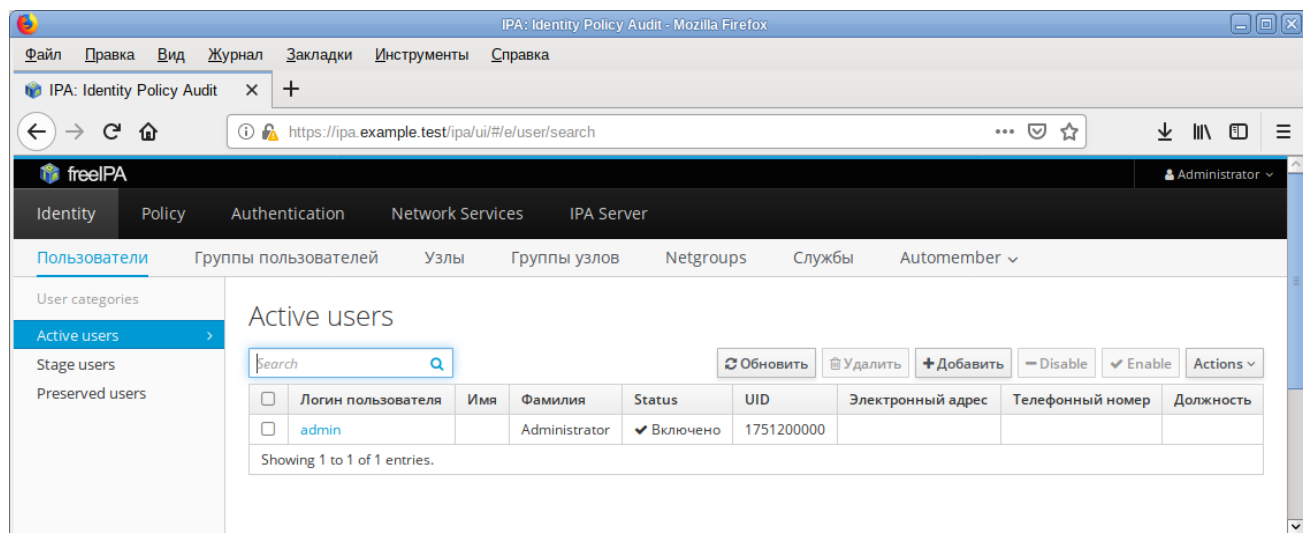 IPA: Identity Policy Audit - Mozilla Firefox
Файл Правка Вид Журнал Закладки Инструменты Справка
IPA: Identity Policy Audit
https://ipa.example.test/ipa/ui/#/e/user/search
freeIPA Administrator
Identity Policy Authentication Network Services IPA Server
Пользователи Группы пользователей Узлы Группы узлов Netgroups Службы Automember
User categories
Active users
Stage users
Preserved users
Active users
Search Обновить Удалить Добавить Disable Enable Actions
Логин пользователя Имя Фамилия Status UID Электронный адрес Телефонный номер Должность
admin Administrator Включено 1751200000
Showing 1 to 1 of 1 entries.